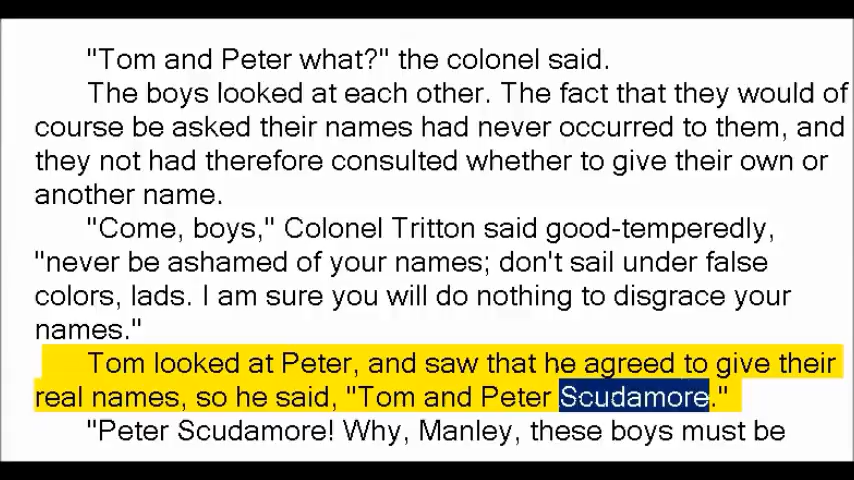 "Tom and Peter what?" the colonel said.
The boys looked at each other. The fact that they would of
course be asked their names had never occurred to them, and
they not had therefore consulted whether to give their own or
another name.
"Come, boys," Colonel Tritton said good-temperedly,
"never be ashamed of your names; don't sail under false
colors, lads. I am sure you will do nothing to disgrace your
names."
Tom looked at Peter, and saw that he agreed to give their
real names, so he said, "Tom and Peter Scudamore."
"Peter Scudamore! Why, Manley, these boys must be